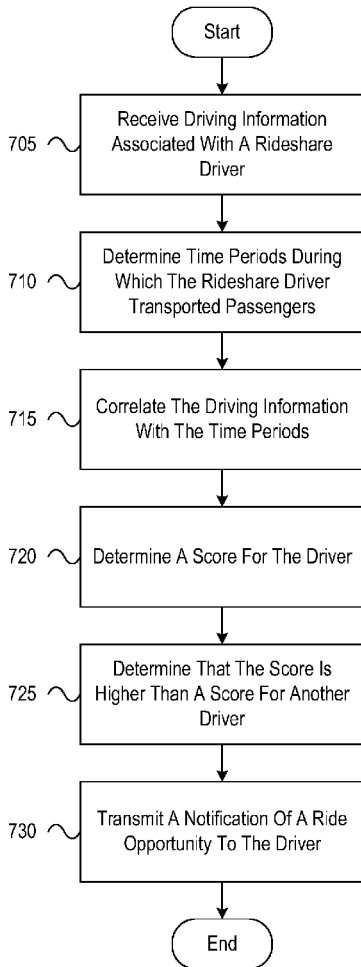 Start
705
Receive Driving Information
Associated With A Rideshare
Driver
710
Determine Time Periods During
Which The Rideshare Driver
Transported Passengers
715
Correlate The Driving Information
With The Time Periods
720
Determine A Score For The Driver
725
Determine That The Score Is
Higher Than A Score For Another
Driver
730
Transmit A Notification Of A Ride
Opportunity To The Driver
End